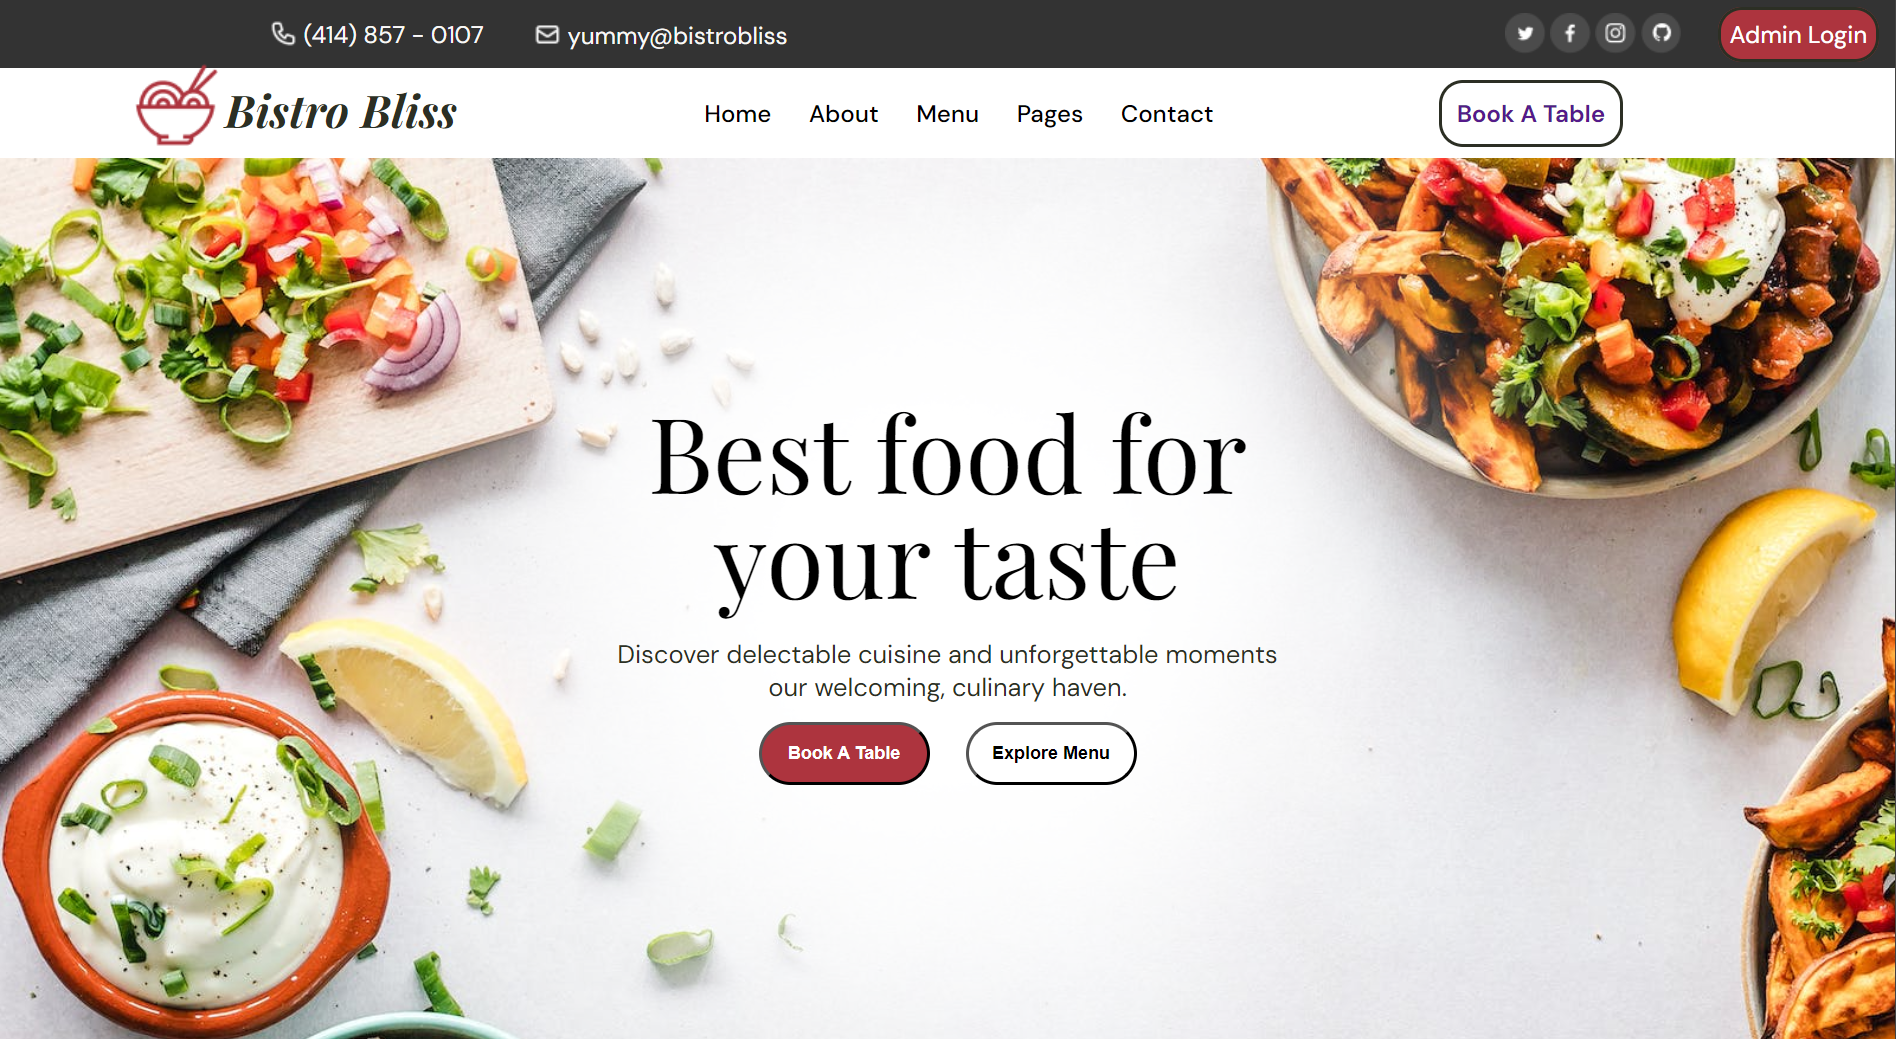 (414) 857 - 0107
yummy@bistrobliss
Admin Login
Bistro Bliss
Home
About
Menu
Pages
Contact
Book A Table
Best food for
your taste
Discover delectable cuisine and unforgettable moments
our welcoming, culinary haven.
Book A Table
Explore Menu